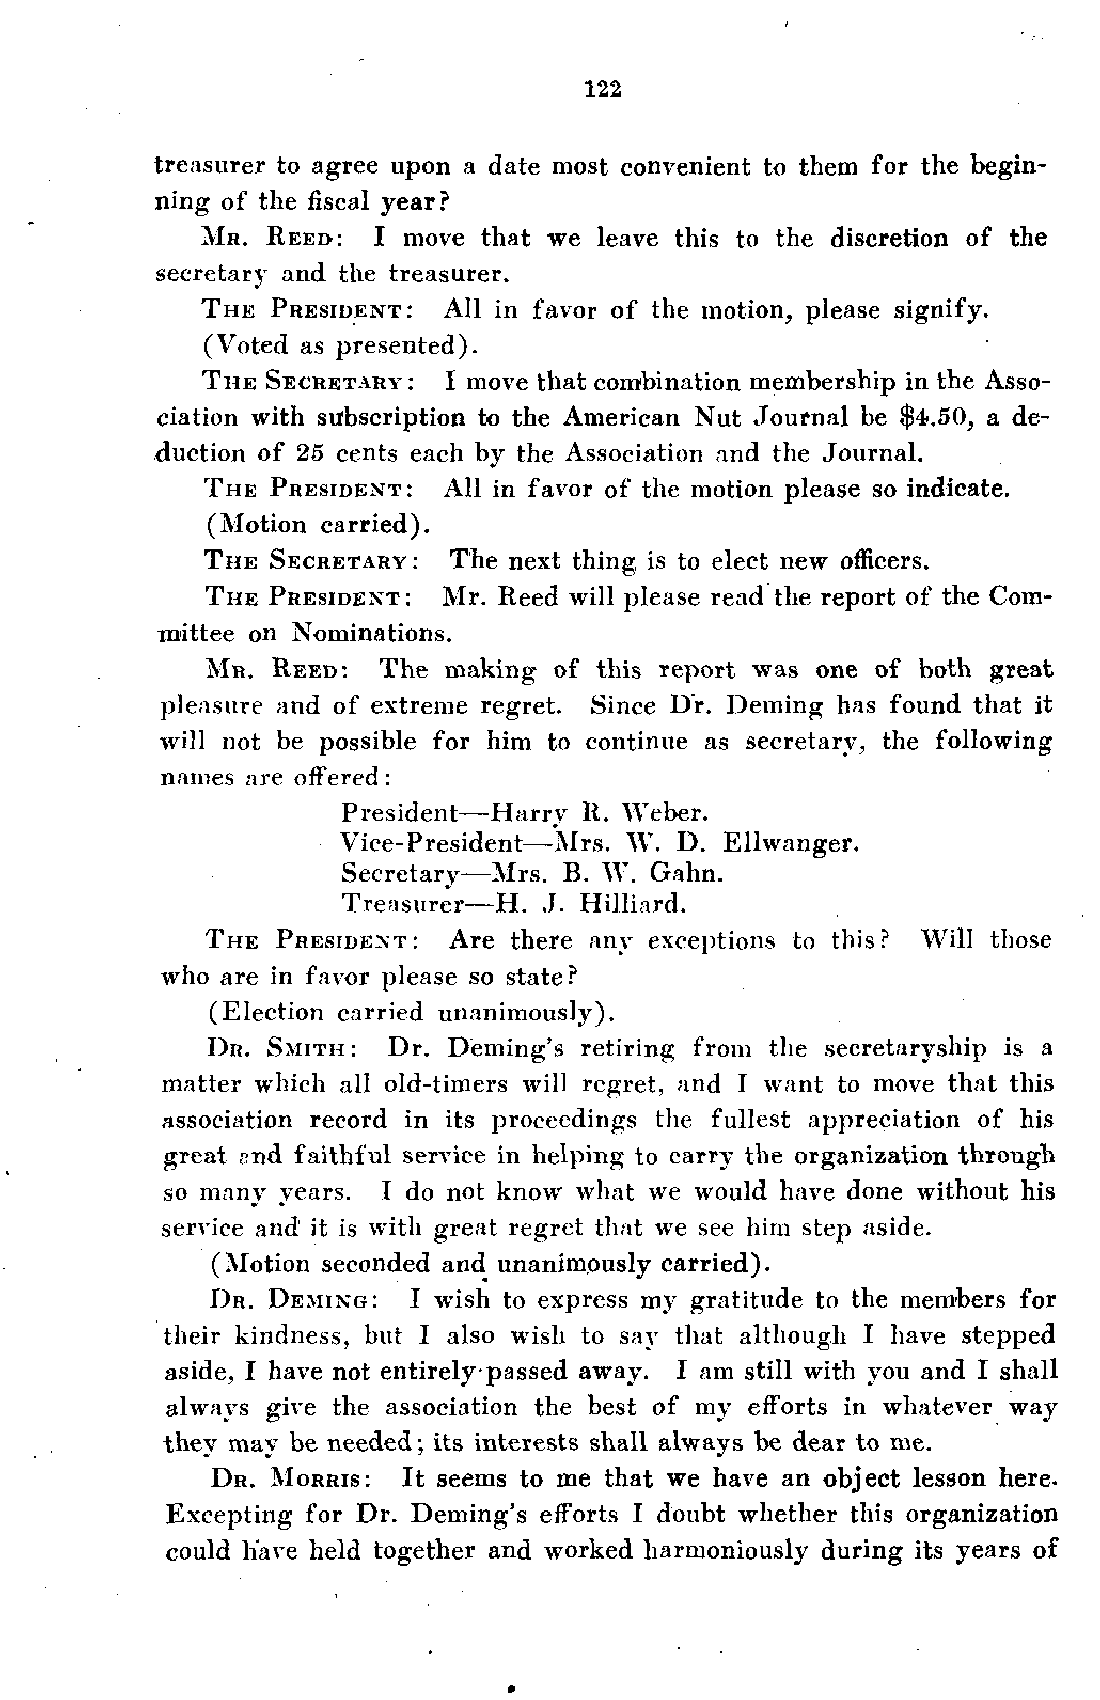 122
treasurer to agree upon a date most convenient to them for the begin-
ning of the fiscal year?
MR. REED: I move that we leave this to the discretion of the
secretary and the treasurer.
THE PRESIDENT: All in favor of the motion, please signify.
(Voted as presented).
THE SECRETARY: I move that combination membership in the Asso-
ciation with subscription to the American Nut Journal be $4.50, a de-
duction of 25 cents each by the Association and the Journal.
THE PRESIDENT: All in favor of the motion please so indicate.
(Motion carried).
THE SECRETARY: The next thing is to elect new officers.
THE PRESIDENT: Mr. Reed will please read the report of the Com-
mittee on Nominations.
MR. REED: The making of this report was one of both great
pleasure and of extreme regret. Since Dr. Deming has found that it
will not be possible for him to continue as secretary, the following
names are offered:
President—Harry R. Weber.
Vice-President—Mrs. W. D. Ellwanger.
Secretary—Mrs. B. W. Gahn.
Treasurer—H. J. Hilliard.
THE PRESIDENT: Are there any exceptions to this? Will those
who are in favor please so state?
(Election carried unanimously).
DR. SMITH: Dr. Deming's retiring from the secretaryship is a
matter which all old-timers will regret, and I want to move that this
association record in its proceedings the fullest appreciation of his
great and faithful service in helping to carry the organization through
so many years. I do not know what we would have done without his
service and it is with great regret that we see him step aside.
(Motion seconded and unanimously carried).
DR. DEMING: I wish to express my gratitude to the members for
their kindness, but I also wish to say that although I have stepped
aside, I have not entirely passed away. I am still with you and I shall
always give the association the best of my efforts in whatever way
they may be needed; its interests shall always be dear to me.
DR. MORRIS: It seems to me that we have an object lesson here.
Excepting for Dr. Deming's efforts I doubt whether this organization
could have held together and worked harmoniously during its years of